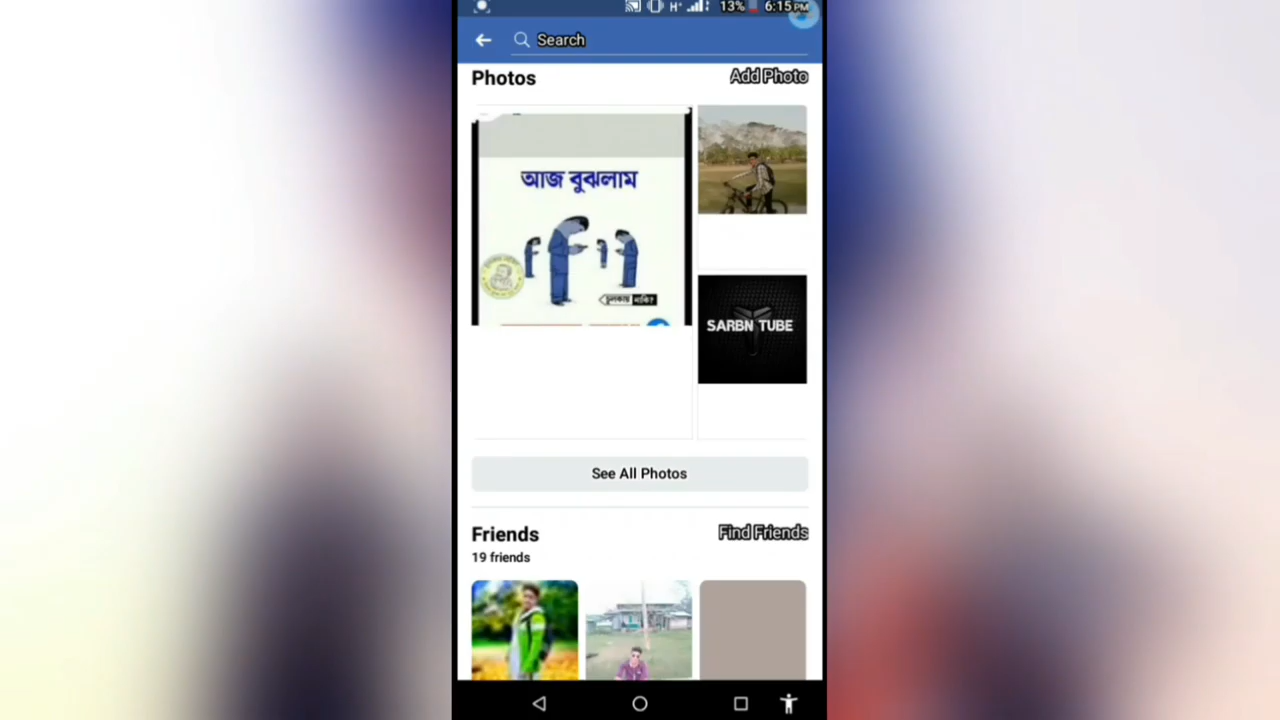 H+ 13% 6:15 PM
Search
Photos
Add Photo
আজ বুঝলাম
চুলকায় নাকি?
SARBN TUBE
See All Photos
Friends
Find Friends
19 friends